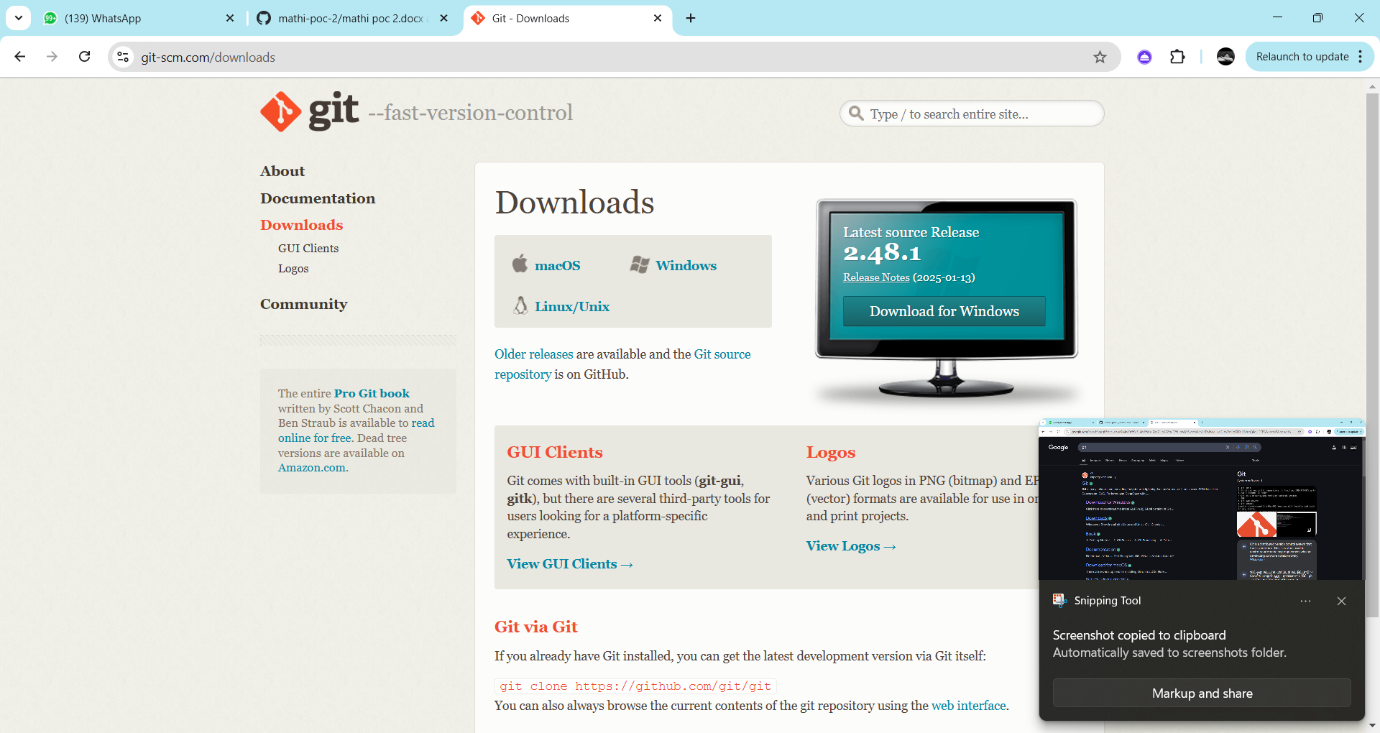 (139) WhatsApp
mathi-poc-2/mathi poc 2.docx
Git - Downloads
git-scm.com/downloads
Relaunch to update
git --fast-version-control
Type / to search entire site...
About
Documentation
Downloads
GUI Clients
Logos
Community
The entire Pro Git book
written by Scott Chacon and
Ben Straub is available to read
online for free. Dead tree
versions are available on
Amazon.com.
Downloads
macOS
Windows
Linux/Unix
Older releases are available and the Git source
repository is on GitHub.
Latest source Release
2.48.1
Release Notes (2025-01-13)
Download for Windows
GUI Clients
Git comes with built-in GUI tools (git-gui,
gitk), but there are several third-party tools for
users looking for a platform-specific
experience.
View GUI Clients →
Logos
Various Git logos in PNG (bitmap) and
(vector) formats are available for use in
and print projects.
View Logos →
Git via Git
If you already have Git installed, you can get the latest development version via Git itself:
git clone https://github.com/git/git
You can also always browse the current contents of the git repository using the web interface.
Google
Git
Snipping Tool
Screenshot copied to clipboard
Automatically saved to screenshots folder.
Markup and share